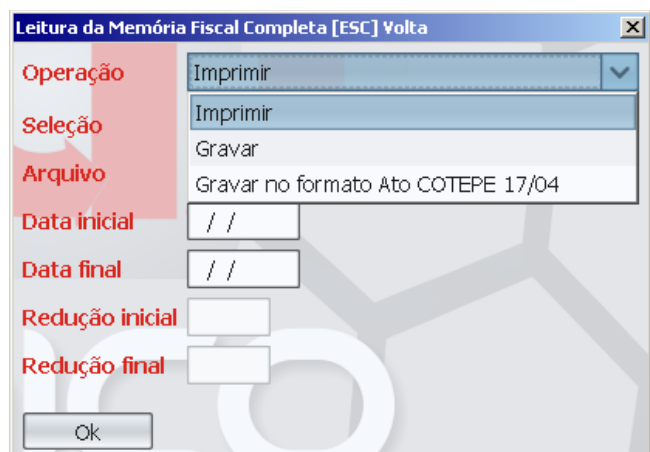 Leitura da Memória Fiscal Completa [ESC] Volta
Operação
Imprimir
Imprimir
Seleção
Gravar
Arquivo
Gravar no formato Ato COTEPE 17/04
Data inicial
/ /
Data final
/ /
Redução inicial
Redução final
Ok